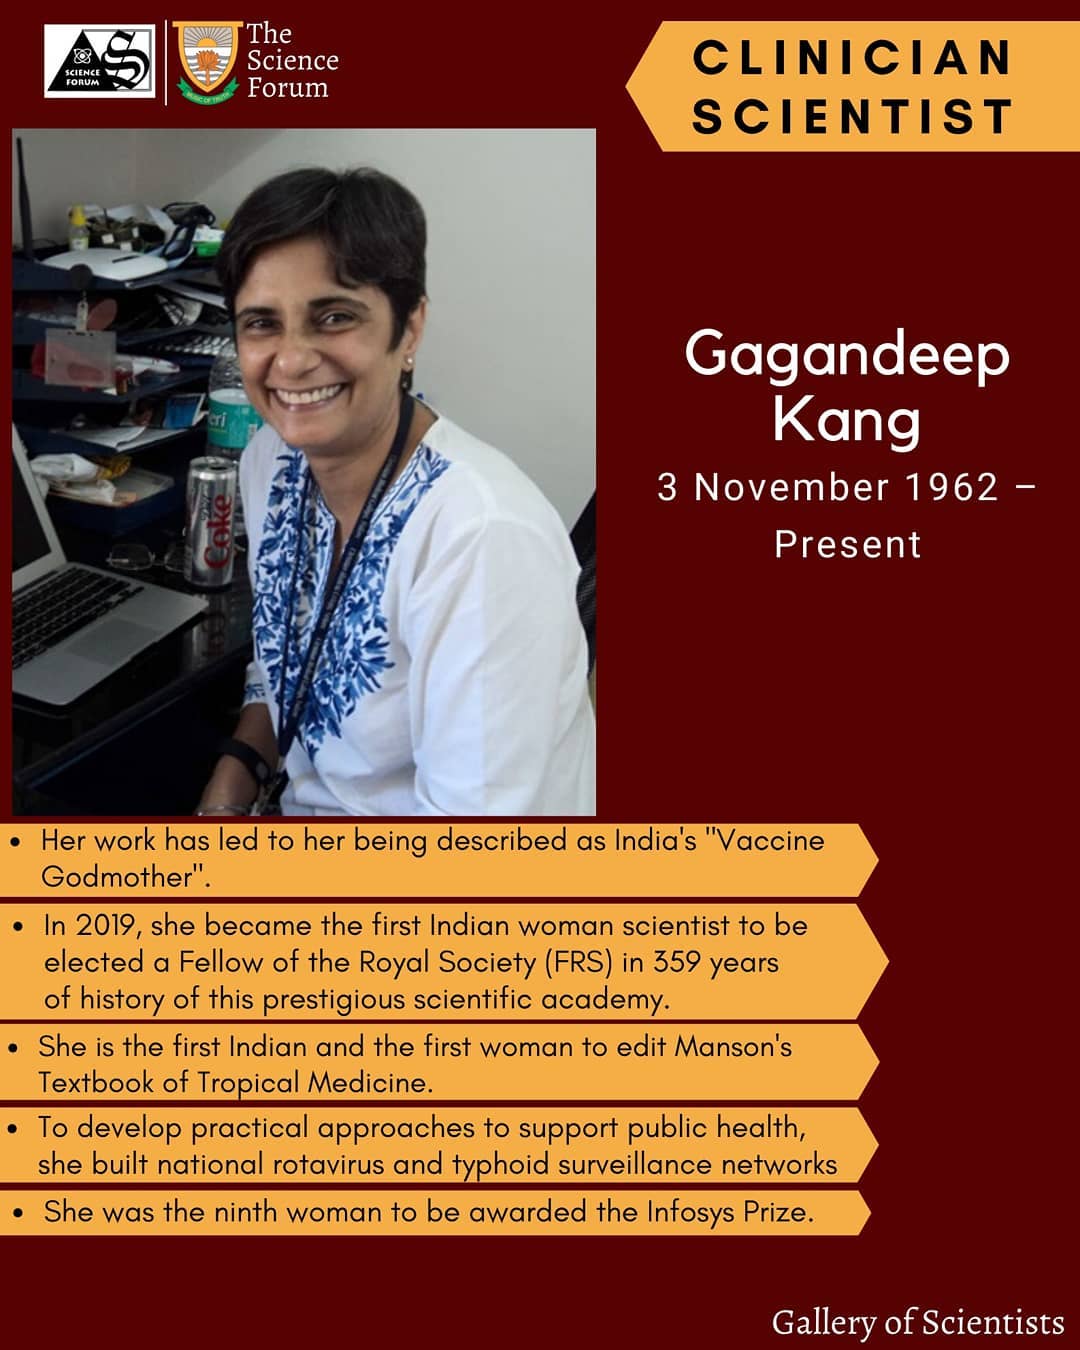 SCIENCE
FORUM
MUSIC OF TRUTH
The
Science
Forum
CLINICIAN
SCIENTIST
Coke
Gagandeep
Kang
3 November 1962 –
Present
• Her work has led to her being described as India's "Vaccine
Godmother".
• In 2019, she became the first Indian woman scientist to be
elected a Fellow of the Royal Society (FRS) in 359 years
of history of this prestigious scientific academy.
• She is the first Indian and the first woman to edit Manson's
Textbook of Tropical Medicine.
• To develop practical approaches to support public health,
she built national rotavirus and typhoid surveillance networks
• She was the ninth woman to be awarded the Infosys Prize.
Gallery of Scientists